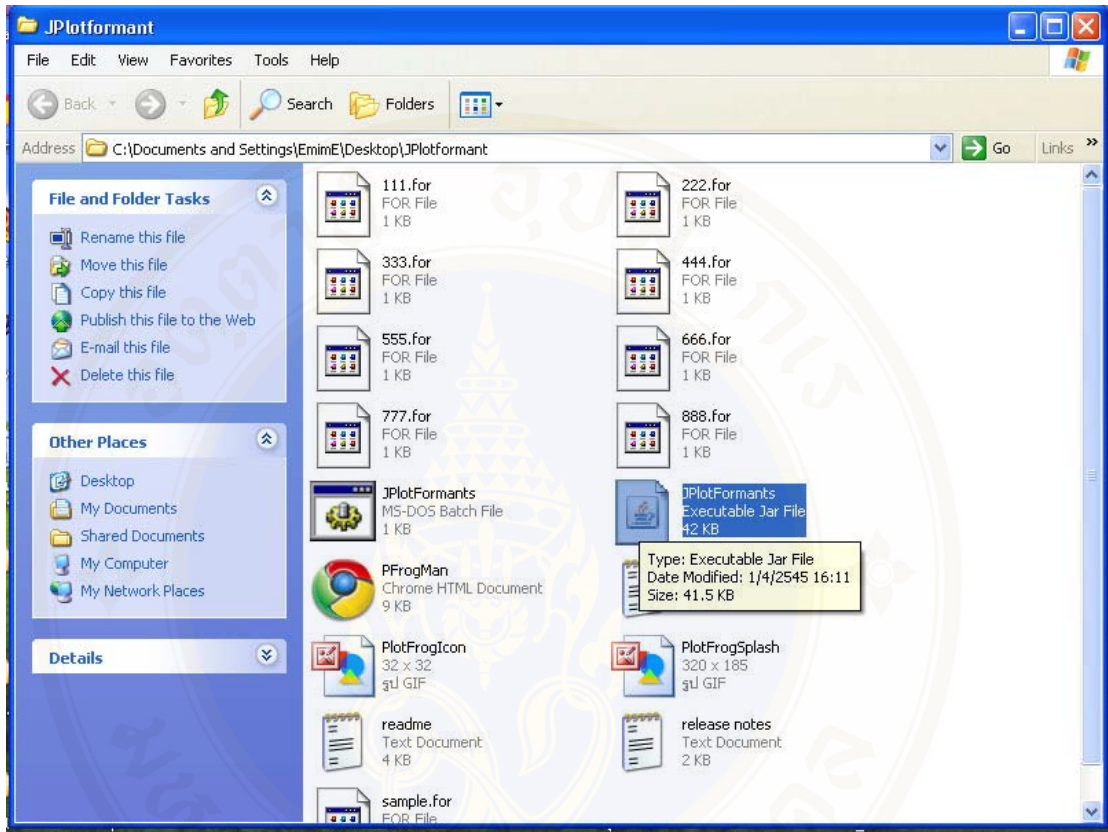 JPlotformant
File Edit View Favorites Tools Help
Back Search Folders
Address C:\Documents and Settings\EmimE\Desktop\JPlotformant Go Links »
File and Folder Tasks
Rename this file
Move this file
Copy this file
Publish this file to the Web
E-mail this file
Delete this file
Other Places
Desktop
My Documents
Shared Documents
My Computer
My Network Places
Details
111.for
FOR File
1 KB
222.for
FOR File
1 KB
333.for
FOR File
1 KB
444.for
FOR File
1 KB
555.for
FOR File
1 KB
666.for
FOR File
1 KB
777.for
FOR File
1 KB
888.for
FOR File
1 KB
JPlotFormants
MS-DOS Batch File
1 KB
JPlotFormants
Executable Jar File
42 KB
Type: Executable Jar File
Date Modified: 1/4/2545 16:11
Size: 41.5 KB
PFrogMan
Chrome HTML Document
9 KB
PlotFrogIcon
32 x 32
รูป GIF
PlotFrogSplash
320 x 185
รูป GIF
readme
Text Document
4 KB
release notes
Text Document
2 KB
sample.for
FOR File